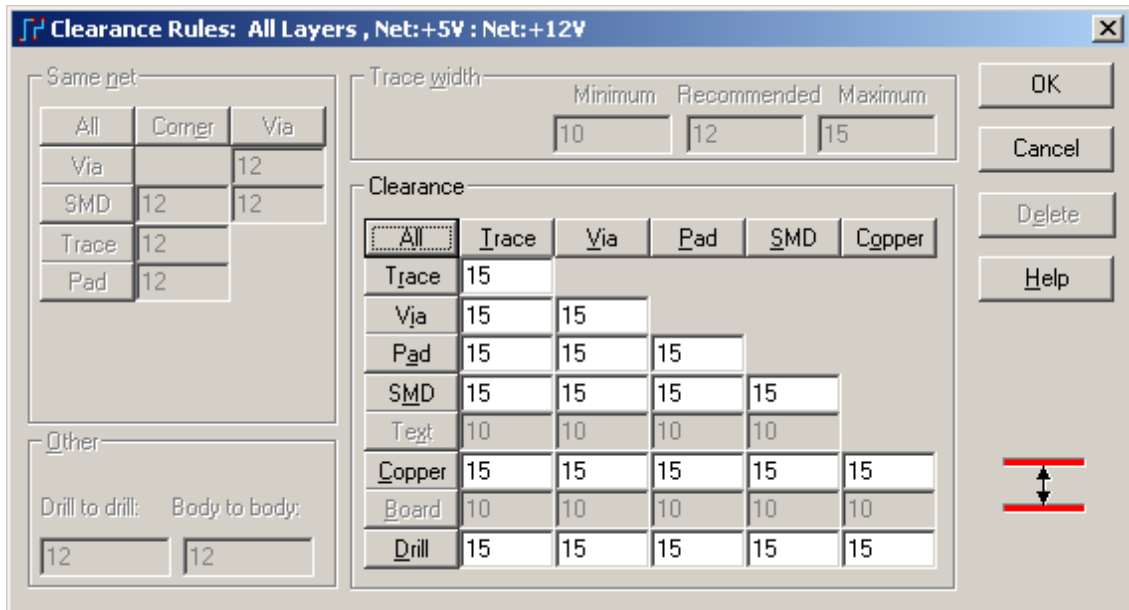 Clearance Rules: All Layers , Net:+5V : Net:+12V
Same net
All Corner Via
Via 12
SMD 12 12
Trace 12
Pad 12
Other
Drill to drill: Body to body:
12 12
Trace width
Minimum Recommended Maximum
10 12 15
Clearance
All Trace Via Pad SMD Copper
Trace 15
Via 15 15
Pad 15 15 15
SMD 15 15 15 15
Text 10 10 10 10
Copper 15 15 15 15 15
Board 10 10 10 10 10
Drill 15 15 15 15 15
OK
Cancel
Delete
Help